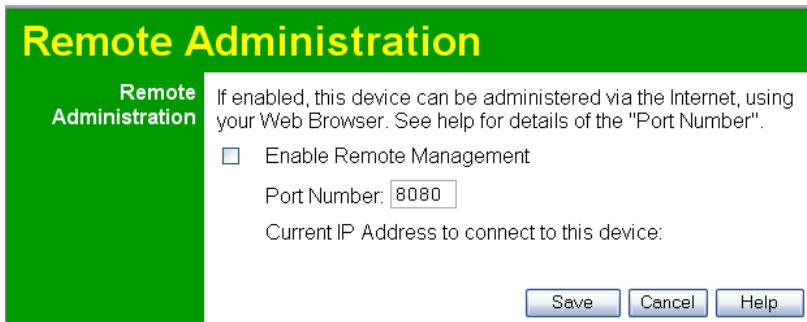 Remote Administration
Remote
Administration
If enabled, this device can be administered via the Internet, using
your Web Browser. See help for details of the "Port Number".
Enable Remote Management
Port Number: 8080
Current IP Address to connect to this device:
Save Cancel Help